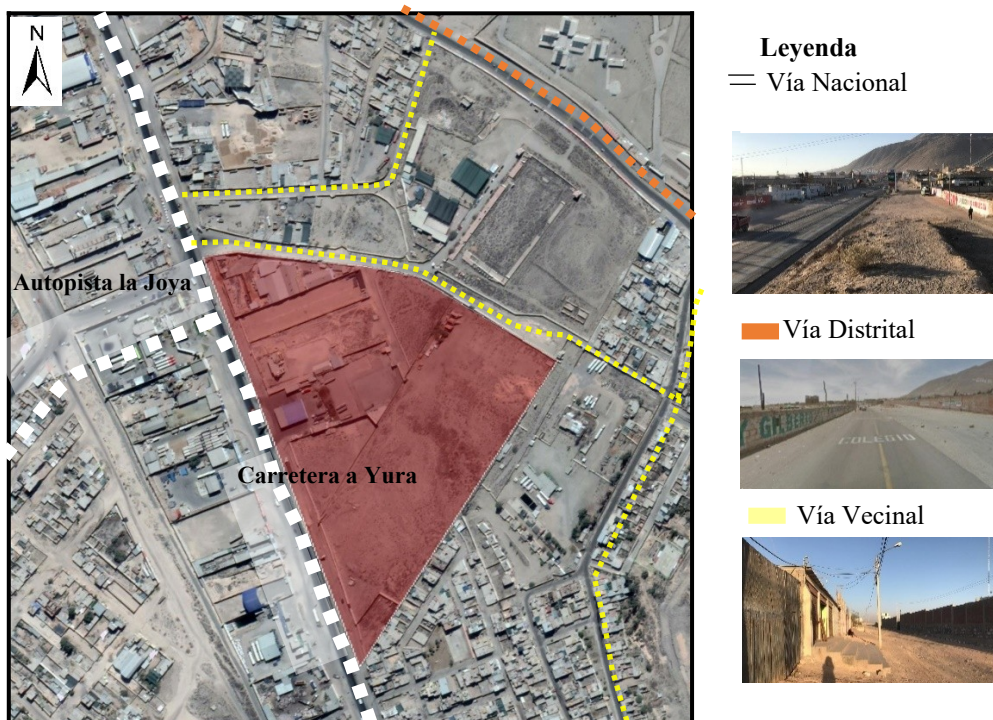 N
Autopista la Joya
Carretera a Yura
Leyenda
Vía Nacional
Vía Distrital
COLEGIO
Vía Vecinal